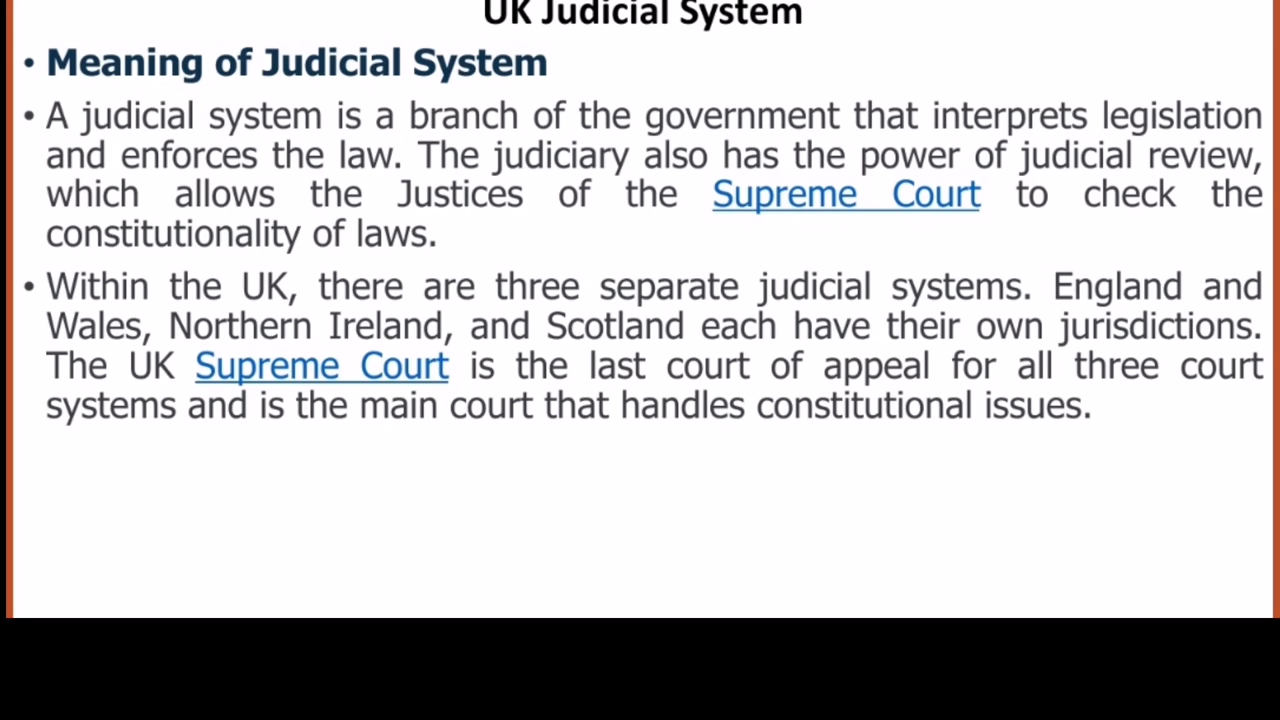 UK Judicial System
• Meaning of Judicial System
• A judicial system is a branch of the government that interprets legislation
and enforces the law. The judiciary also has the power of judicial review,
which allows the Justices of the Supreme Court to check the
constitutionality of laws.
• Within the UK, there are three separate judicial systems. England and
Wales, Northern Ireland, and Scotland each have their own jurisdictions.
The UK Supreme Court is the last court of appeal for all three court
systems and is the main court that handles constitutional issues.